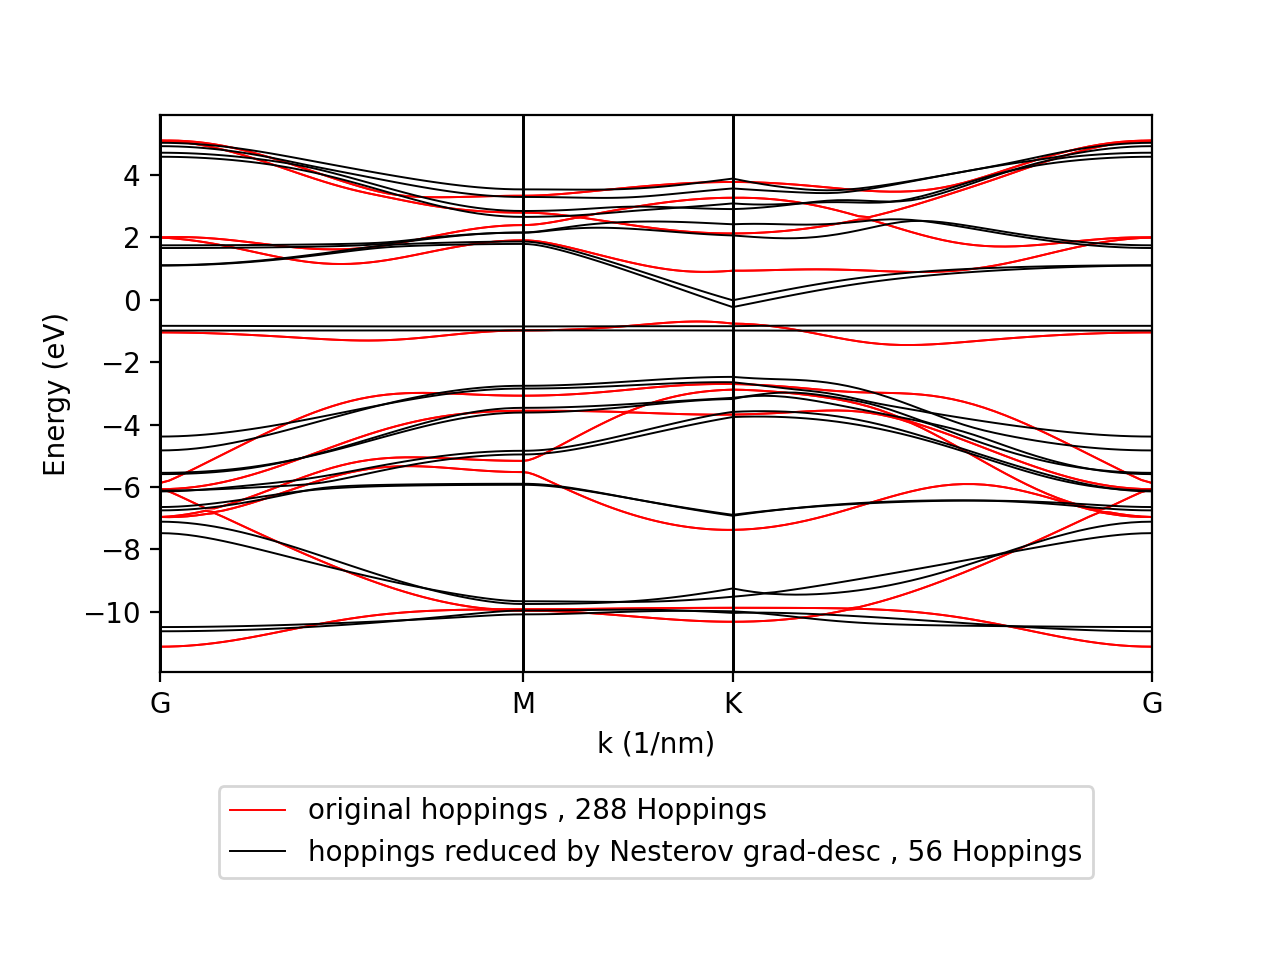 4
2
0
−2
−4
−6
−8
−10
Energy (eV)
G M K G
k (1/nm)
original hoppings , 288 Hoppings
hoppings reduced by Nesterov grad-desc , 56 Hoppings